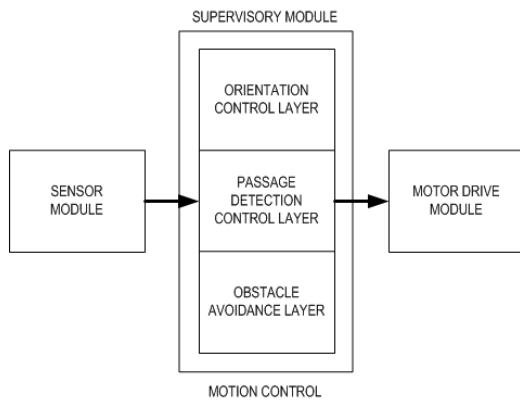 SUPERVISORY MODULE
ORIENTATION
CONTROL LAYER
SENSOR
MODULE
PASSAGE
DETECTION
CONTROL LAYER
MOTOR DRIVE
MODULE
OBSTACLE
AVOIDANCE LAYER
MOTION CONTROL